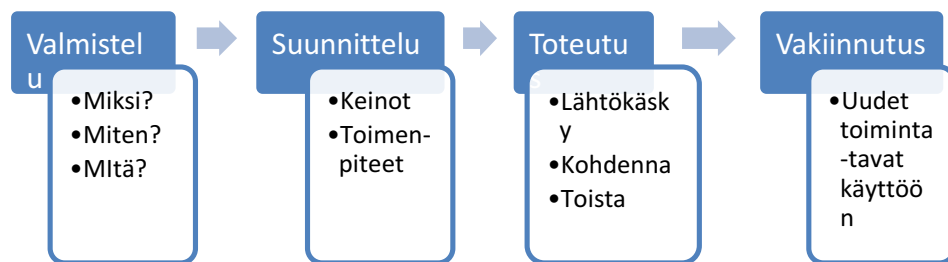 Valmistel
u
•Miksi?
•Miten?
•MItä?
Suunnittelu
•Keinot
•Toimen-
piteet
Toteutu
s
•Lähtökäsk
y
•Kohdenna
•Toista
Vakiinnutus
•Uudet
toiminta
-tavat
käyttöö
n